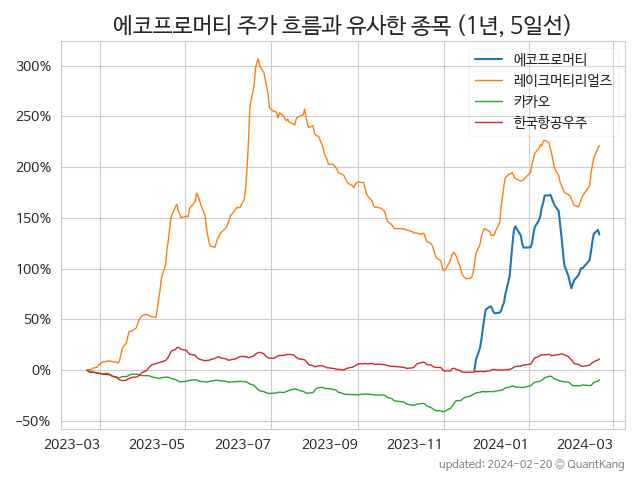 에코프로머티 주가 흐름과 유사한 종목 (1년, 5일선)
에코프로머티
레이크머티리얼즈
카카오
한국항공우주
300%
250%
200%
150%
100%
50%
0%
−50%
2023-03 2023-05 2023-07 2023-09 2023-11 2024-01 2024-03
updated: 2024-02-20 © QuantKang